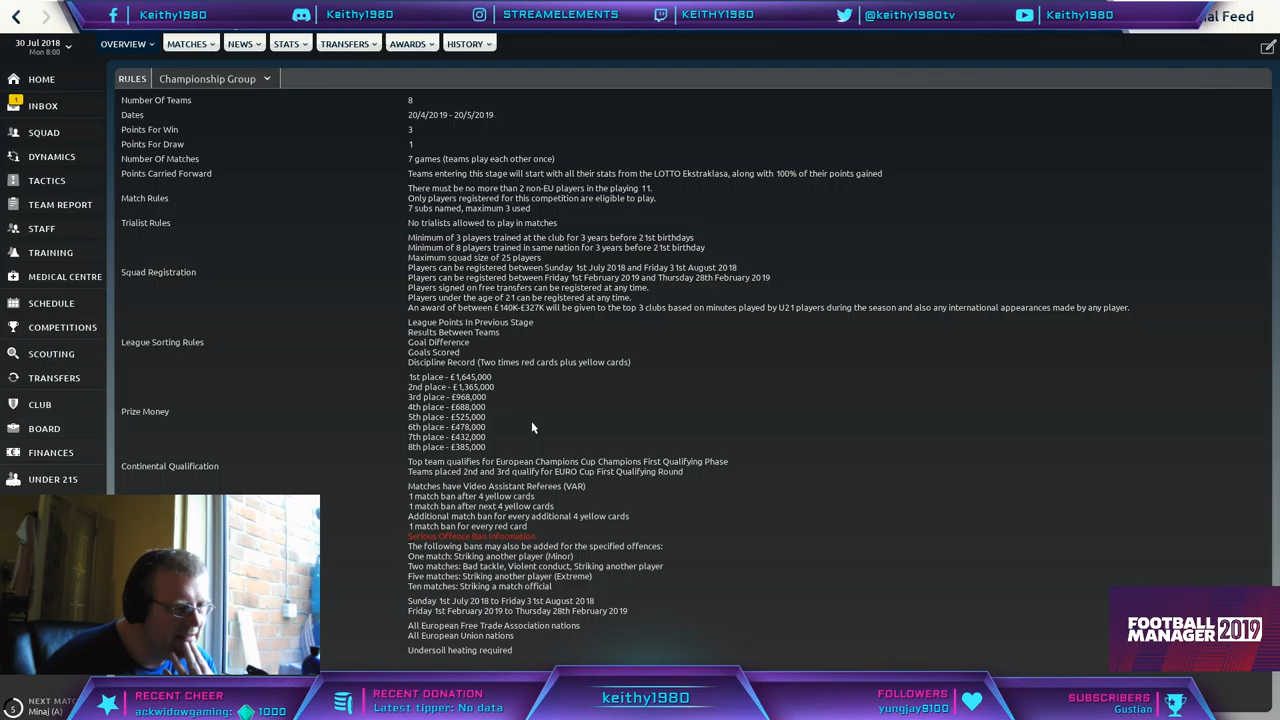 Keithy1980
Keithy1980
STREAMELEMENTS
KEITHY1980
@keithy1980tv
Keithy1980
al Feed
30 Jul 2018
Mon 8:00
OVERVIEW
MATCHES
NEWS
STATS
TRANSFERS
AWARDS
HISTORY
RULES
Championship Group
HOME
1
INBOX
SQUAD
DYNAMICS
TACTICS
TEAM REPORT
STAFF
TRAINING
MEDICAL CENTRE
SCHEDULE
COMPETITIONS
SCOUTING
TRANSFERS
CLUB
BOARD
FINANCES
UNDER 21S
Number Of Teams
8
Dates
20/4/2019 - 20/5/2019
Points For Win
3
Points For Draw
1
Number Of Matches
7 games (teams play each other once)
Points Carried Forward
Teams entering this stage will start with all their stats from the LOTTO Ekstraklasa, along with 100% of their points gained
Match Rules
There must be no more than 2 non-EU players in the playing 11.
Only players registered for this competition are eligible to play.
7 subs named, maximum 3 used
Trialist Rules
No trialists allowed to play in matches
Squad Registration
Minimum of 3 players trained at the club for 3 years before 21st birthdays
Minimum of 8 players trained in same nation for 3 years before 21st birthday
Maximum squad size of 25 players
Players can be registered between Sunday 1st July 2018 and Friday 31st August 2018
Players can be registered between Friday 1st February 2019 and Thursday 28th February 2019
Players signed on free transfers can be registered at any time.
Players under the age of 21 can be registered at any time.
An award of between £140K-£327K will be given to the top 3 clubs based on minutes played by U21 players during the season and also any international appearances made by any player.
League Sorting Rules
League Points In Previous Stage
Results Between Teams
Goal Difference
Goals Scored
Discipline Record (Two times red cards plus yellow cards)
Prize Money
1st place - £1,645,000
2nd place - £1,365,000
3rd place - £968,000
4th place - £688,000
5th place - £525,000
6th place - £478,000
7th place - £432,000
8th place - £385,000
Continental Qualification
Top team qualifies for European Champions Cup Champions First Qualifying Phase
Teams placed 2nd and 3rd qualify for EURO Cup First Qualifying Round
Matches have Video Assistant Referees (VAR)
1 match ban after 4 yellow cards
1 match ban after next 4 yellow cards
Additional match ban for every additional 4 yellow cards
1 match ban for every red card
Serious Offence Ban Information
The following bans may also be added for the specified offences:
One match: Striking another player (Minor)
Two matches: Bad tackle, Violent conduct, Striking another player
Five matches: Striking another player (Extreme)
Ten matches: Striking a match official
Sunday 1st July 2018 to Friday 31st August 2018
Friday 1st February 2019 to Thursday 28th February 2019
All European Free Trade Association nations
All European Union nations
Undersoil heating required
FOOTBALL
MANAGER 2019
5
NEXT MATC
Minaj (A)
RECENT CHEER
ackwidowgaming: 1000
RECENT DONATION
Latest tipper: No data
keithy1980
FOLLOWERS
yungjay9100
SUBSCRIBERS
Gustian